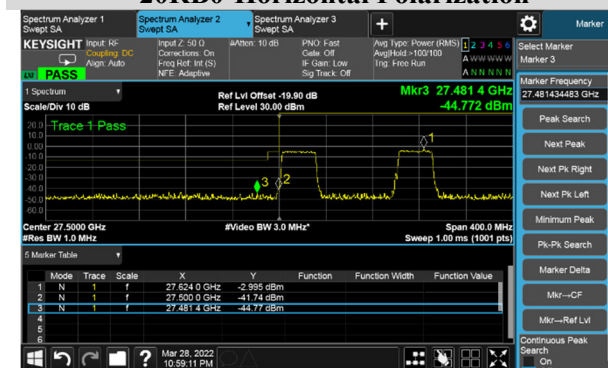 20RB0 Horizontal Polarization
Spectrum Analyzer 1
Swept SA
Spectrum Analyzer 2
Swept SA
Spectrum Analyzer 3
Swept SA
Marker
KEYSIGHT
Input: RF
Coupling: DC
Align: Auto
Input Z: 50 Ω
Corrections: On
Freq Ref: Int (S)
NFE: Adaptive
#Atten: 10 dB
PNO: Fast
Gate: Off
IF Gain: Low
Sig Track: Off
Avg Type: Power (RMS)
Avg|Hold:>100/100
Trig: Free Run
1 2 3 4 5 6
A W W W W W
A N N N N N
LXI PASS
Select Marker
Marker 3
Marker Frequency
27.481434483 GHz
1 Spectrum
Scale/Div 10 dB
Ref Lvl Offset -19.90 dB
Ref Level 30.00 dBm
Mkr3 27.481 4 GHz
-44.772 dBm
Trace 1 Pass
20.0
10.0
0.00
-10.0
-20.0
-30.0
-40.0
-50.0
-60.0
1
2
3
Center 27.5000 GHz
#Res BW 1.0 MHz
#Video BW 3.0 MHz*
Span 400.0 MHz
Sweep 1.00 ms (1001 pts)
5 Marker Table
Mode Trace Scale X Y Function Function Width Function Value
1 N 1 f 27.624 0 GHz -2.995 dBm
2 N 1 f 27.500 0 GHz -41.74 dBm
3 N 1 f 27.481 4 GHz -44.77 dBm
4
5
6
Peak Search
Next Peak
Next Pk Right
Next Pk Left
Minimum Peak
Pk-Pk Search
Marker Delta
Mkr→CF
Mkr→Ref Lvl
Continuous Peak
Search
On
Mar 28, 2022
10:59:11 PM